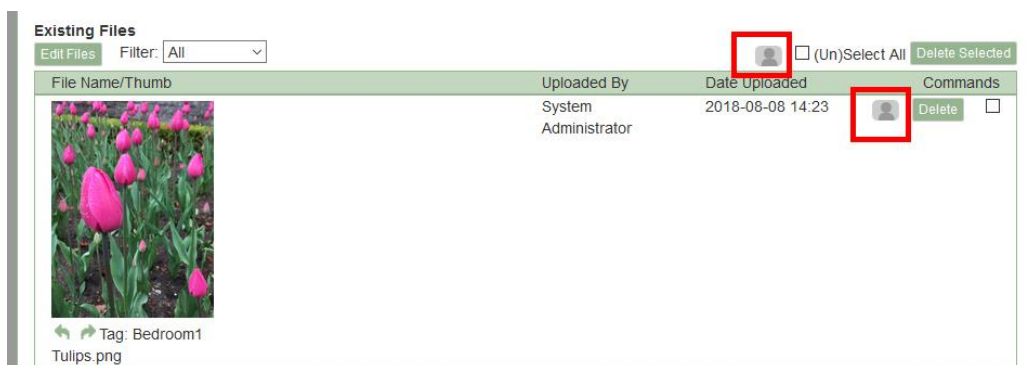 Existing Files
Edit Files Filter: All (Un)Select All Delete Selected
File Name/Thumb Uploaded By Date Uploaded Commands
System 2018-08-08 14:23 Delete
Administrator
Tag: Bedroom1
Tulips.png